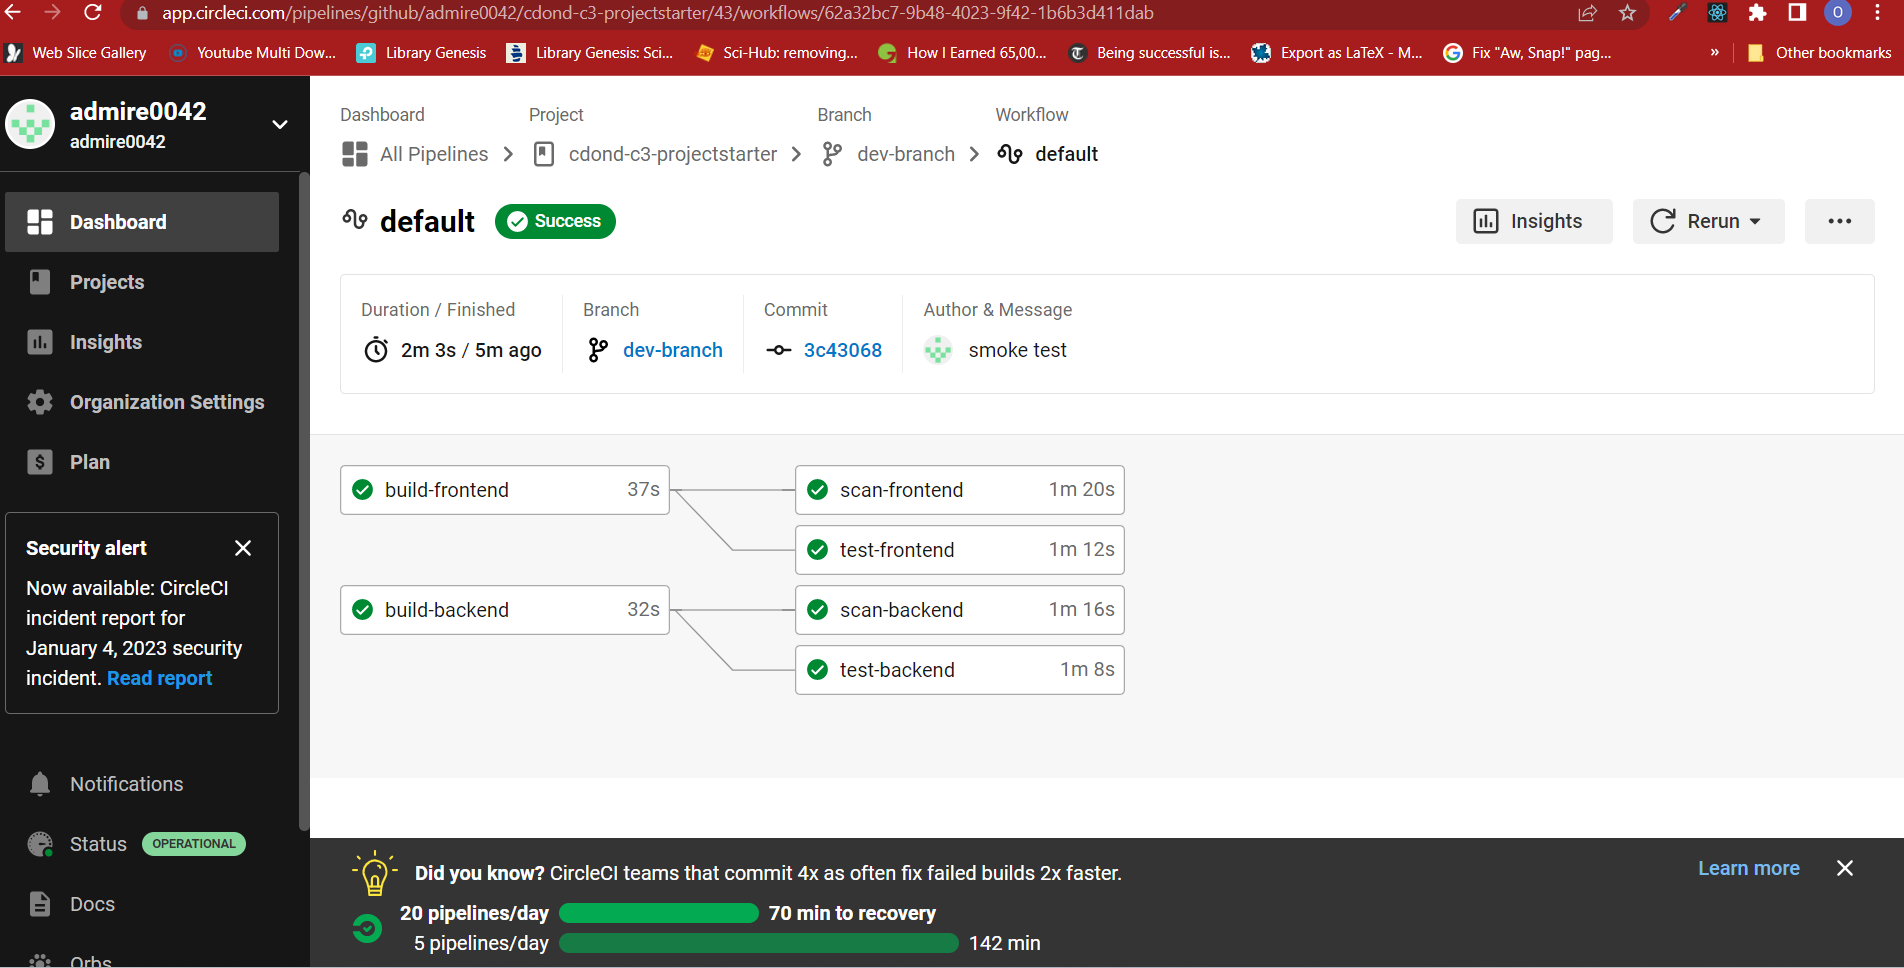 app.circleci.com/pipelines/github/admire0042/cdond-c3-projectstarter/43/workflows/62a32bc7-9b48-4023-9f42-1b6b3d411dab
O
Web Slice Gallery
Youtube Multi Dow...
Library Genesis
Library Genesis: Sci...
Sci-Hub: removing...
How I Earned 65,00...
Being successful is...
Export as LaTeX - M...
Fix "Aw, Snap!" pag...
»
Other bookmarks
admire0042
admire0042
Dashboard
Projects
Insights
Organization Settings
Plan
Security alert
Now available: CircleCI
incident report for
January 4, 2023 security
incident. Read report
Notifications
Status OPERATIONAL
Docs
Orbs
Dashboard Project Branch Workflow
All Pipelines cdond-c3-projectstarter dev-branch default
default Success
Insights Rerun
Duration / Finished Branch Commit Author & Message
2m 3s / 5m ago dev-branch 3c43068 smoke test
build-frontend 37s
scan-frontend 1m 20s
test-frontend 1m 12s
build-backend 32s
scan-backend 1m 16s
test-backend 1m 8s
Did you know? CircleCI teams that commit 4x as often fix failed builds 2x faster.
Learn more
20 pipelines/day 70 min to recovery
5 pipelines/day 142 min